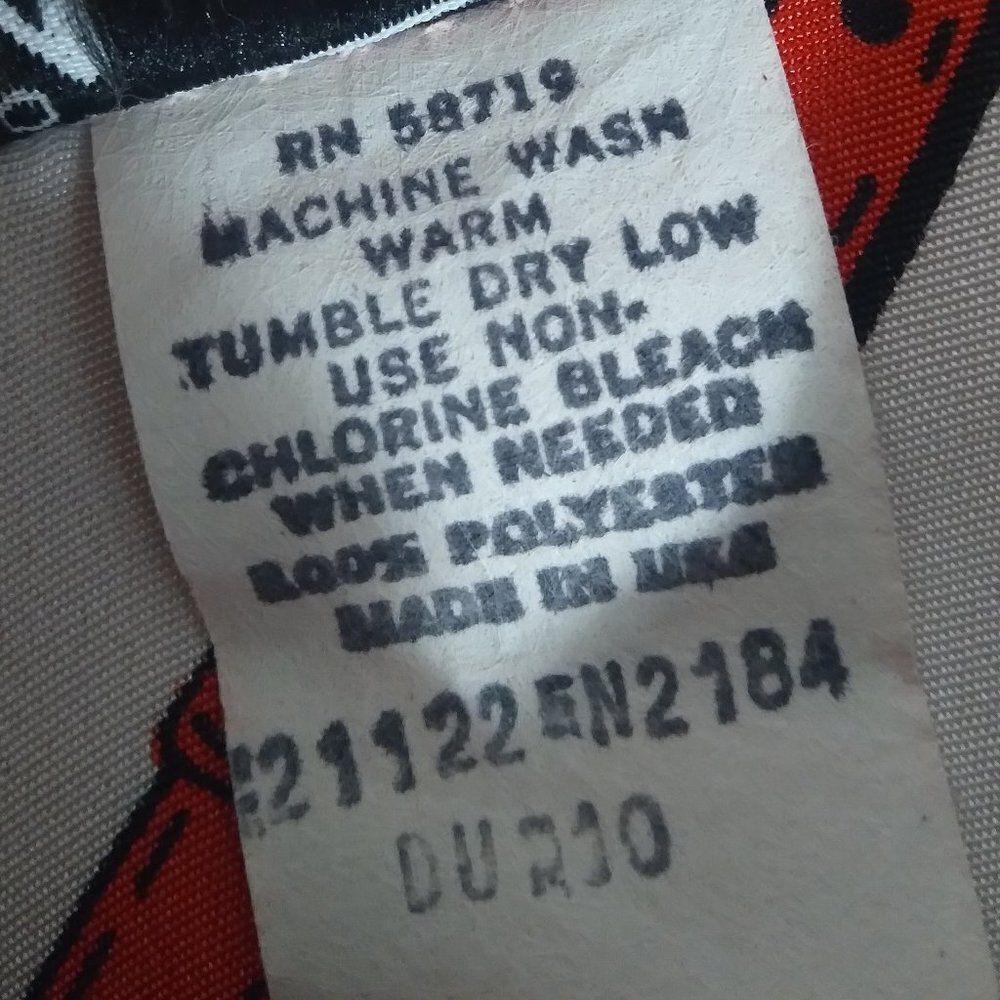 RN 58719
MACHINE WASH
WARM
TUMBLE DRY LOW
USE NON-
CHLORINE BLEACH
WHEN NEEDED
100% POLYESTER
MADE IN USA
21122EN2184
DU210